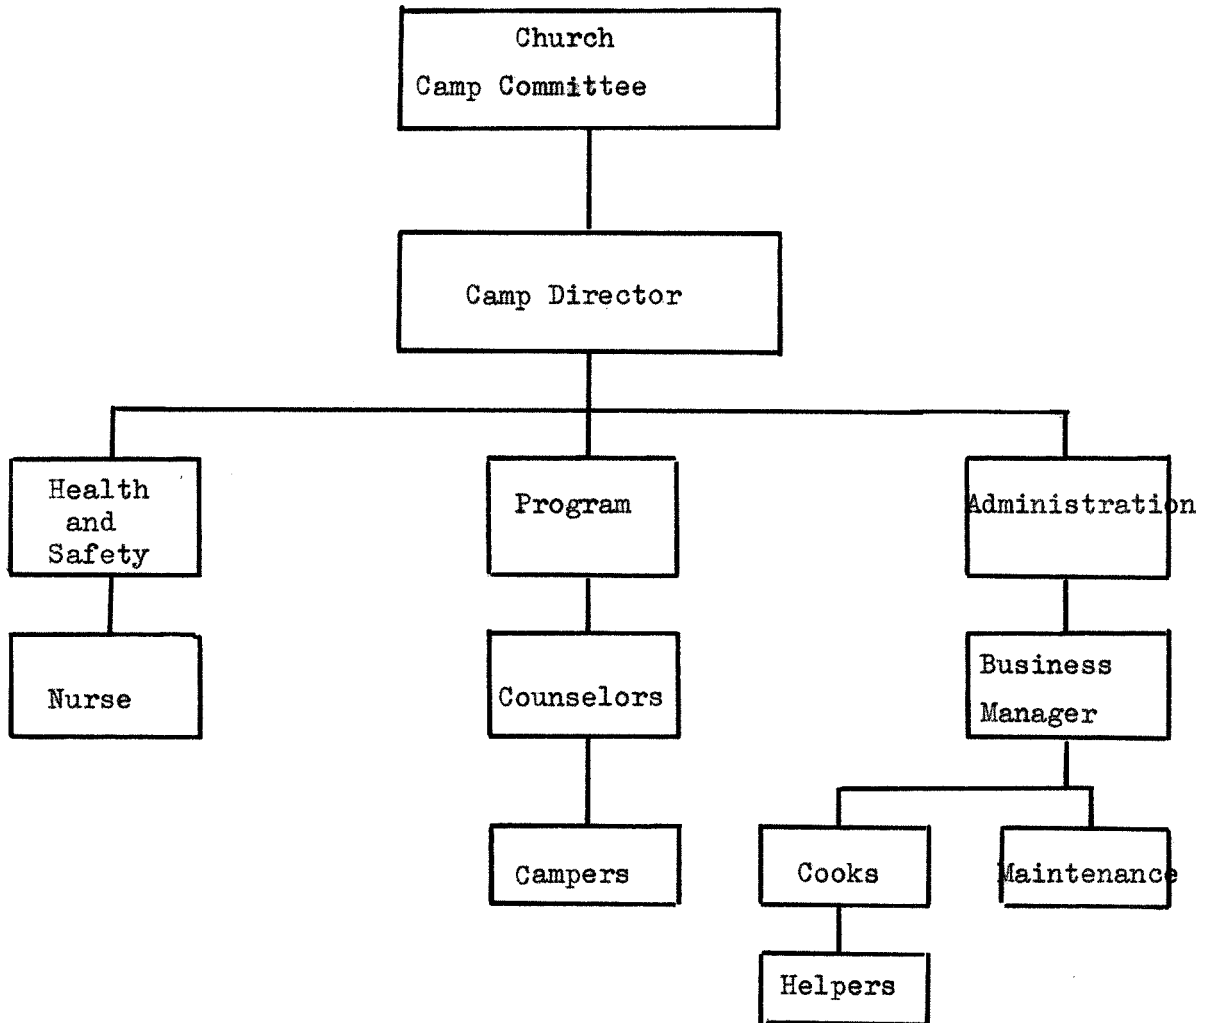 Church
Camp Committee
Camp Director
Health
and
Safety
Program
Administration
Nurse
Counselors
Business
Manager
Campers
Cooks
Maintenance
Helpers